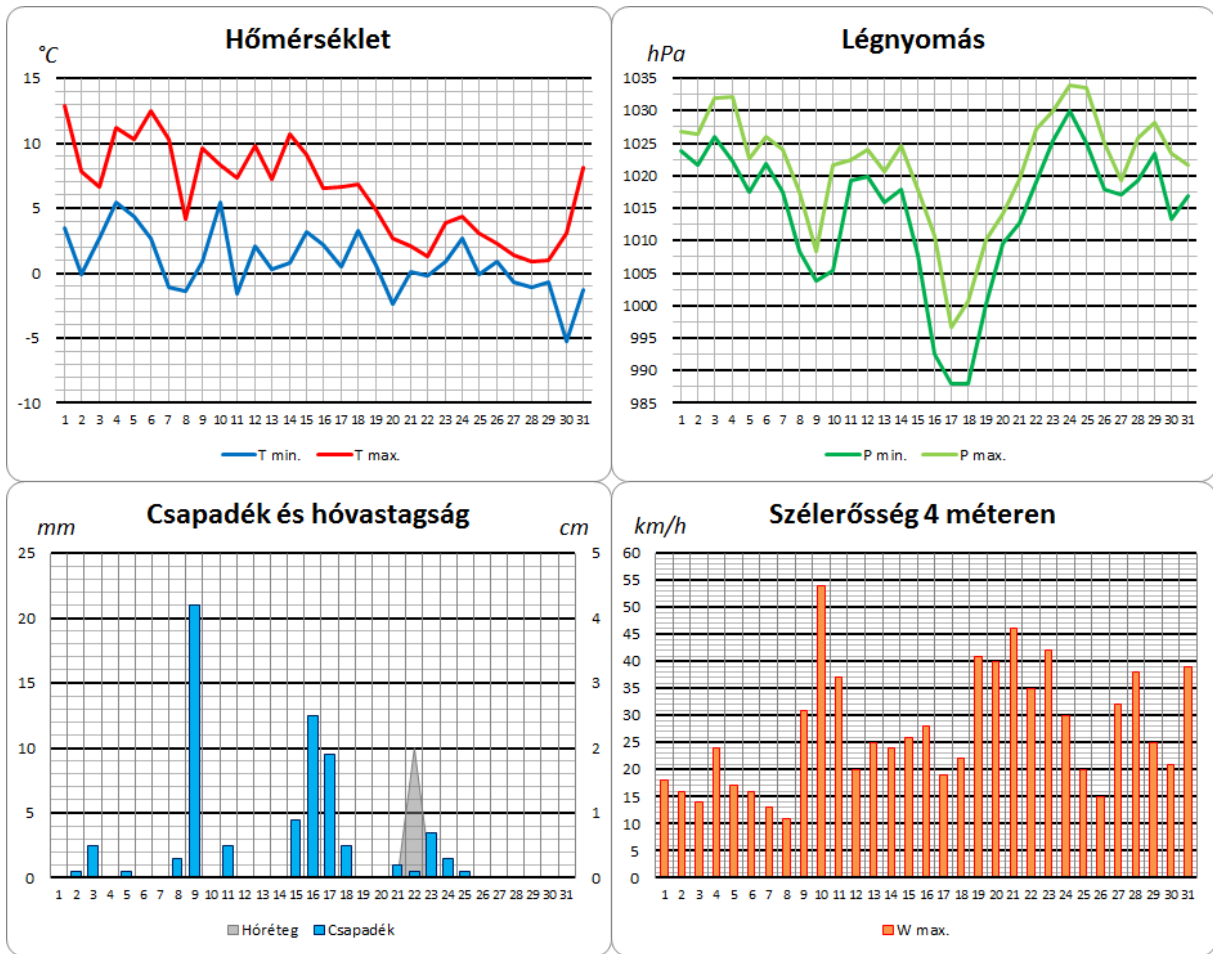 Hőmérséklet
°C
15
10
5
0
-5
-10
1 2 3 4 5 6 7 8 9 10 11 12 13 14 15 16 17 18 19 20 21 22 23 24 25 26 27 28 29 30 31
T min. T max.
Légnyomás
hPa
1035
1030
1025
1020
1015
1010
1005
1000
995
990
985
1 2 3 4 5 6 7 8 9 10 11 12 13 14 15 16 17 18 19 20 21 22 23 24 25 26 27 28 29 30 31
P min. P max.
Csapadék és hóvastagság
mm cm
25 5
20 4
15 3
10 2
5 1
0 0
1 2 3 4 5 6 7 8 9 10 11 12 13 14 15 16 17 18 19 20 21 22 23 24 25 26 27 28 29 30 31
Hóréteg Csapadék
Szélerősség 4 méteren
km/h
60
55
50
45
40
35
30
25
20
15
10
5
0
1 2 3 4 5 6 7 8 9 10 11 12 13 14 15 16 17 18 19 20 21 22 23 24 25 26 27 28 29 30 31
W max.